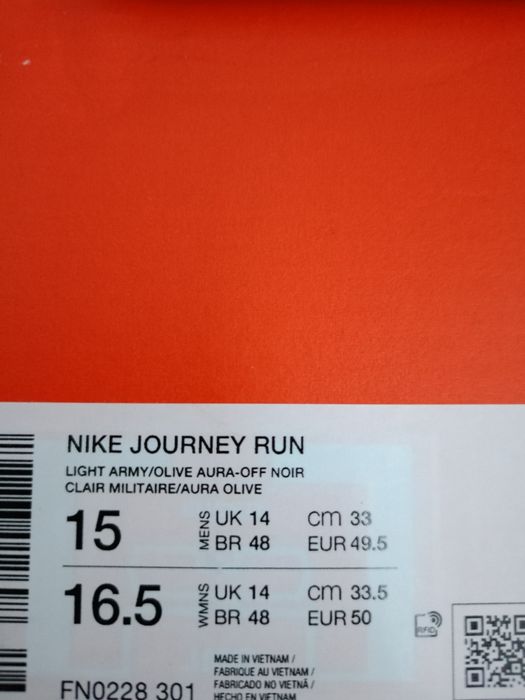 NIKE JOURNEY RUN
LIGHT ARMY/OLIVE AURA-OFF NOIR
CLAIR MILITAIRE/AURA OLIVE
15 MENS UK 14 cm 33
BR 48 EUR 49.5
16.5 WMNS UK 14 cm 33.5
BR 48 EUR 50
RFID
MADE IN VIETNAM /
FABRIQUE AU VIETNAM /
FABRICADO NO VIETNÃ /
FN0228 301 HECHO EN VIETNAM